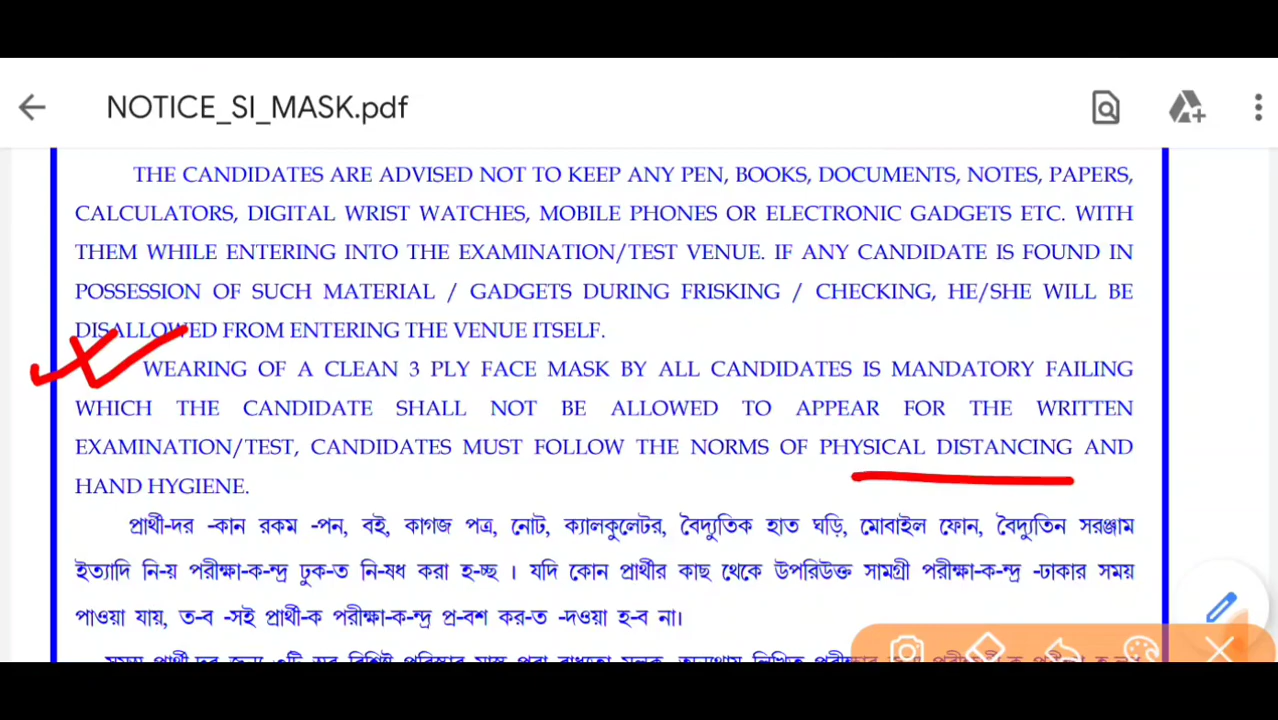 NOTICE_SI_MASK.pdf
THE CANDIDATES ARE ADVISED NOT TO KEEP ANY PEN, BOOKS, DOCUMENTS, NOTES, PAPERS,
CALCULATORS, DIGITAL WRIST WATCHES, MOBILE PHONES OR ELECTRONIC GADGETS ETC. WITH
THEM WHILE ENTERING INTO THE EXAMINATION/TEST VENUE. IF ANY CANDIDATE IS FOUND IN
POSSESSION OF SUCH MATERIAL / GADGETS DURING FRISKING / CHECKING, HE/SHE WILL BE
DISALLOWED FROM ENTERING THE VENUE ITSELF.
WEARING OF A CLEAN 3 PLY FACE MASK BY ALL CANDIDATES IS MANDATORY FAILING
WHICH THE CANDIDATE SHALL NOT BE ALLOWED TO APPEAR FOR THE WRITTEN
EXAMINATION/TEST, CANDIDATES MUST FOLLOW THE NORMS OF PHYSICAL DISTANCING AND
HAND HYGIENE.
প্রার্থী-দর -কান রকম -পন, বই, কাগজ পত্র, নোট, ক্যালকুলেটর, বৈদ্যুতিক হাত ঘড়ি, মোবাইল ফোন, বৈদ্যুতিন সরঞ্জাম
ইত্যাদি নি-য় পরীক্ষা-ক-ন্দ্র ঢুক-ত নি-ষধ করা হ-চ্ছ । যদি কোন প্রার্থীর কাছ থেকে উপরিউক্ত সামগ্রী পরীক্ষা-ক-ন্দ্র -ঢাকার সময়
পাওয়া যায়, ত-ব -সই প্রার্থী-ক পরীক্ষা-ক-ন্দ্র প্র-বশ কর-ত -দওয়া হ-ব না।